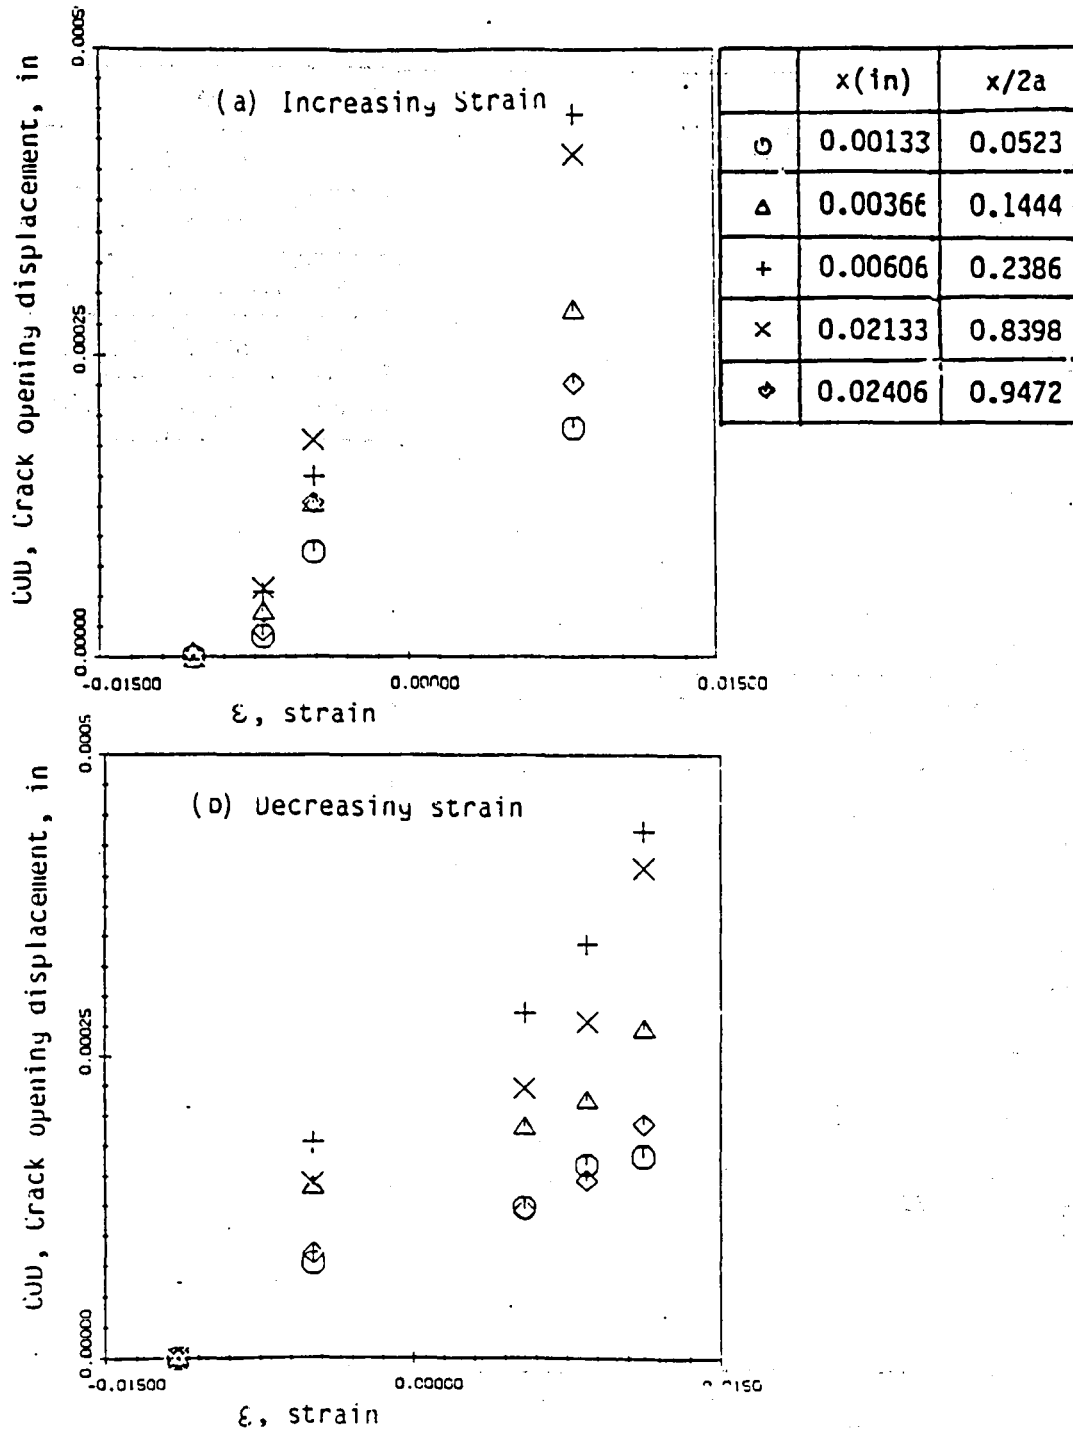 0.0005
(a) Increasing Strain
COD, Crack opening displacement, in
0.00025
0.00000
-0.01500
0.00000
0.01500
ε, strain
x(in) x/2a
0.00133 0.0523
0.00366 0.1444
0.00606 0.2386
0.02133 0.8398
0.02406 0.9472
0.0005
(b) Decreasing strain
COD, Crack opening displacement, in
0.00025
0.00000
-0.01500
0.00000
0.0150
ε, strain